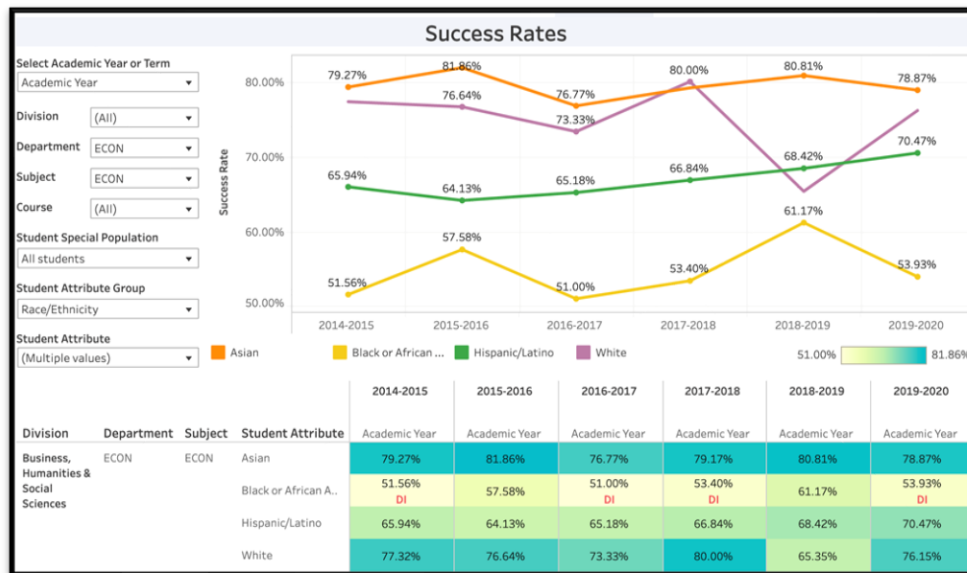 Success Rates
Select Academic Year or Term
Academic Year
Division
(All)
Department
ECON
Subject
ECON
Course
(All)
Student Special Population
All students
Student Attribute Group
Race/Ethnicity
Student Attribute
(Multiple values)
Success Rate
80.00%
70.00%
60.00%
50.00%
79.27% 81.86% 76.77% 80.00% 80.81% 78.87%
76.64% 73.33%
65.94% 64.13% 65.18% 66.84% 68.42% 70.47%
51.56% 57.58% 51.00% 53.40% 61.17% 53.93%
2014-2015 2015-2016 2016-2017 2017-2018 2018-2019 2019-2020
Asian Black or African ... Hispanic/Latino White
51.00% 81.86%
2014-2015 2015-2016 2016-2017 2017-2018 2018-2019 2019-2020
Division Department Subject Student Attribute Academic Year Academic Year Academic Year Academic Year Academic Year Academic Year
Business,
Humanities &
Social
Sciences
ECON ECON Asian 79.27% 81.86% 76.77% 79.17% 80.81% 78.87%
Black or African A.. 51.56% 57.58% 51.00% 53.40% 61.17% 53.93%
DI DI DI DI
Hispanic/Latino 65.94% 64.13% 65.18% 66.84% 68.42% 70.47%
White 77.32% 76.64% 73.33% 80.00% 65.35% 76.15%